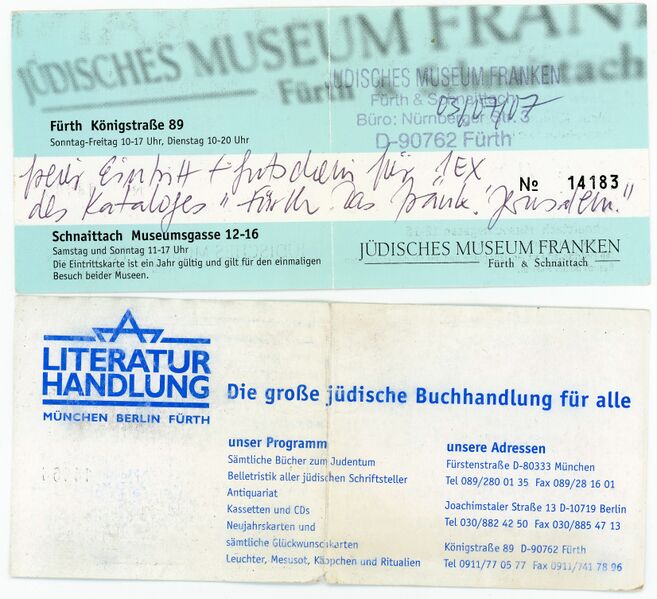 JÜDISCHES MUSEUM FRANKEN
Fürth & Schnaittach
JÜDISCHES MUSEUM FRANKEN
Fürth & Schnaittach
Büro: Nürnberger Str. 3
D-90762 Fürth
03/07/07
Fürth Königstraße 89
Sonntag-Freitag 10-17 Uhr, Dienstag 10-20 Uhr
freier Eintritt + Gutschein für 1EX
des Kataloges "Fürth. Das fränk. Jerusalem."
No 14183
Schnaittach Museumsgasse 12-16
Samstag und Sonntag 11-17 Uhr
Die Eintrittskarte ist ein Jahr gültig und gilt für den einmaligen
Besuch beider Museen.
JÜDISCHES MUSEUM FRANKEN
Fürth & Schnaittach
LITERATUR
HANDLUNG
MÜNCHEN BERLIN FÜRTH
Die große jüdische Buchhandlung für alle
unser Programm
Sämtliche Bücher zum Judentum
Belletristik aller jüdischen Schriftsteller
Antiquariat
Kassetten und CDs
Neujahrskarten und
sämtliche Glückwunschkarten
Leuchter, Mesusot, Käppchen und Ritualien
unsere Adressen
Fürstenstraße D-80333 München
Tel 089/280 01 35 Fax 089/28 16 01
Joachimstaler Straße 13 D-10719 Berlin
Tel 030/882 42 50 Fax 030/885 47 13
Königstraße 89 D-90762 Fürth
Tel 0911/77 05 77 Fax 0911/741 78 96